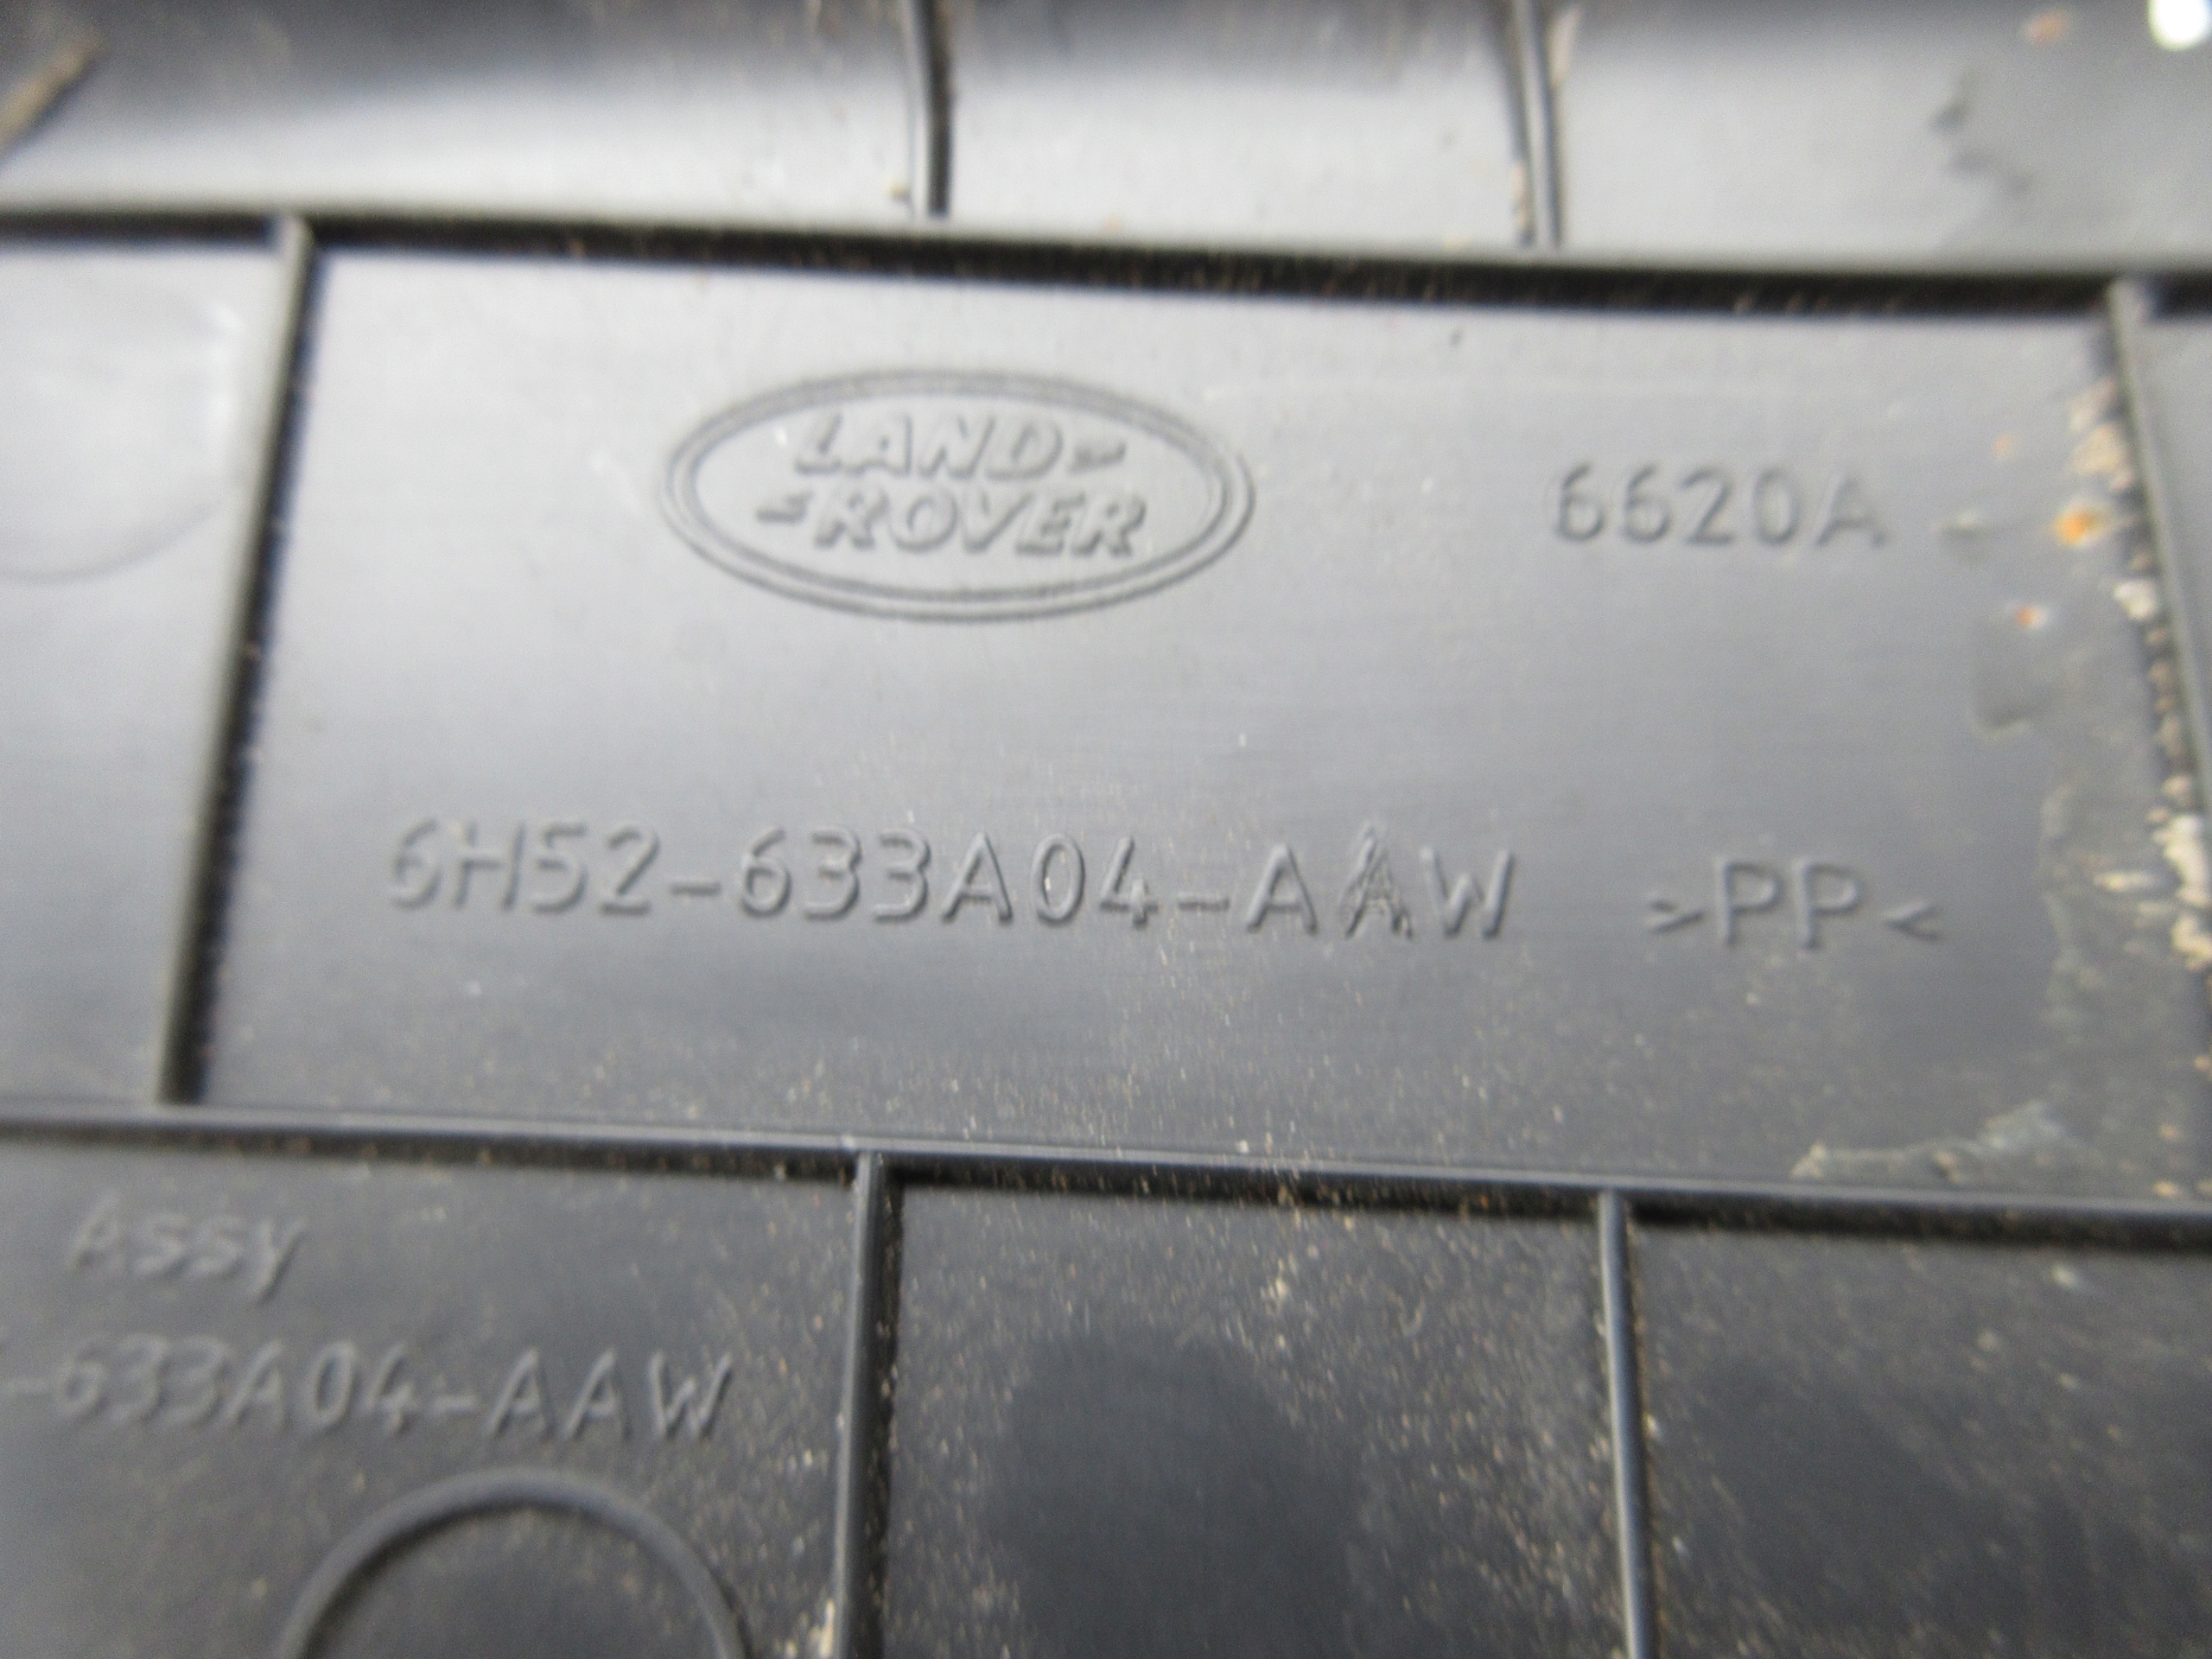 LAND-
-ROVER
6620A
6H52-633A04-AAW >PP<
Assy
-633A04-AAW